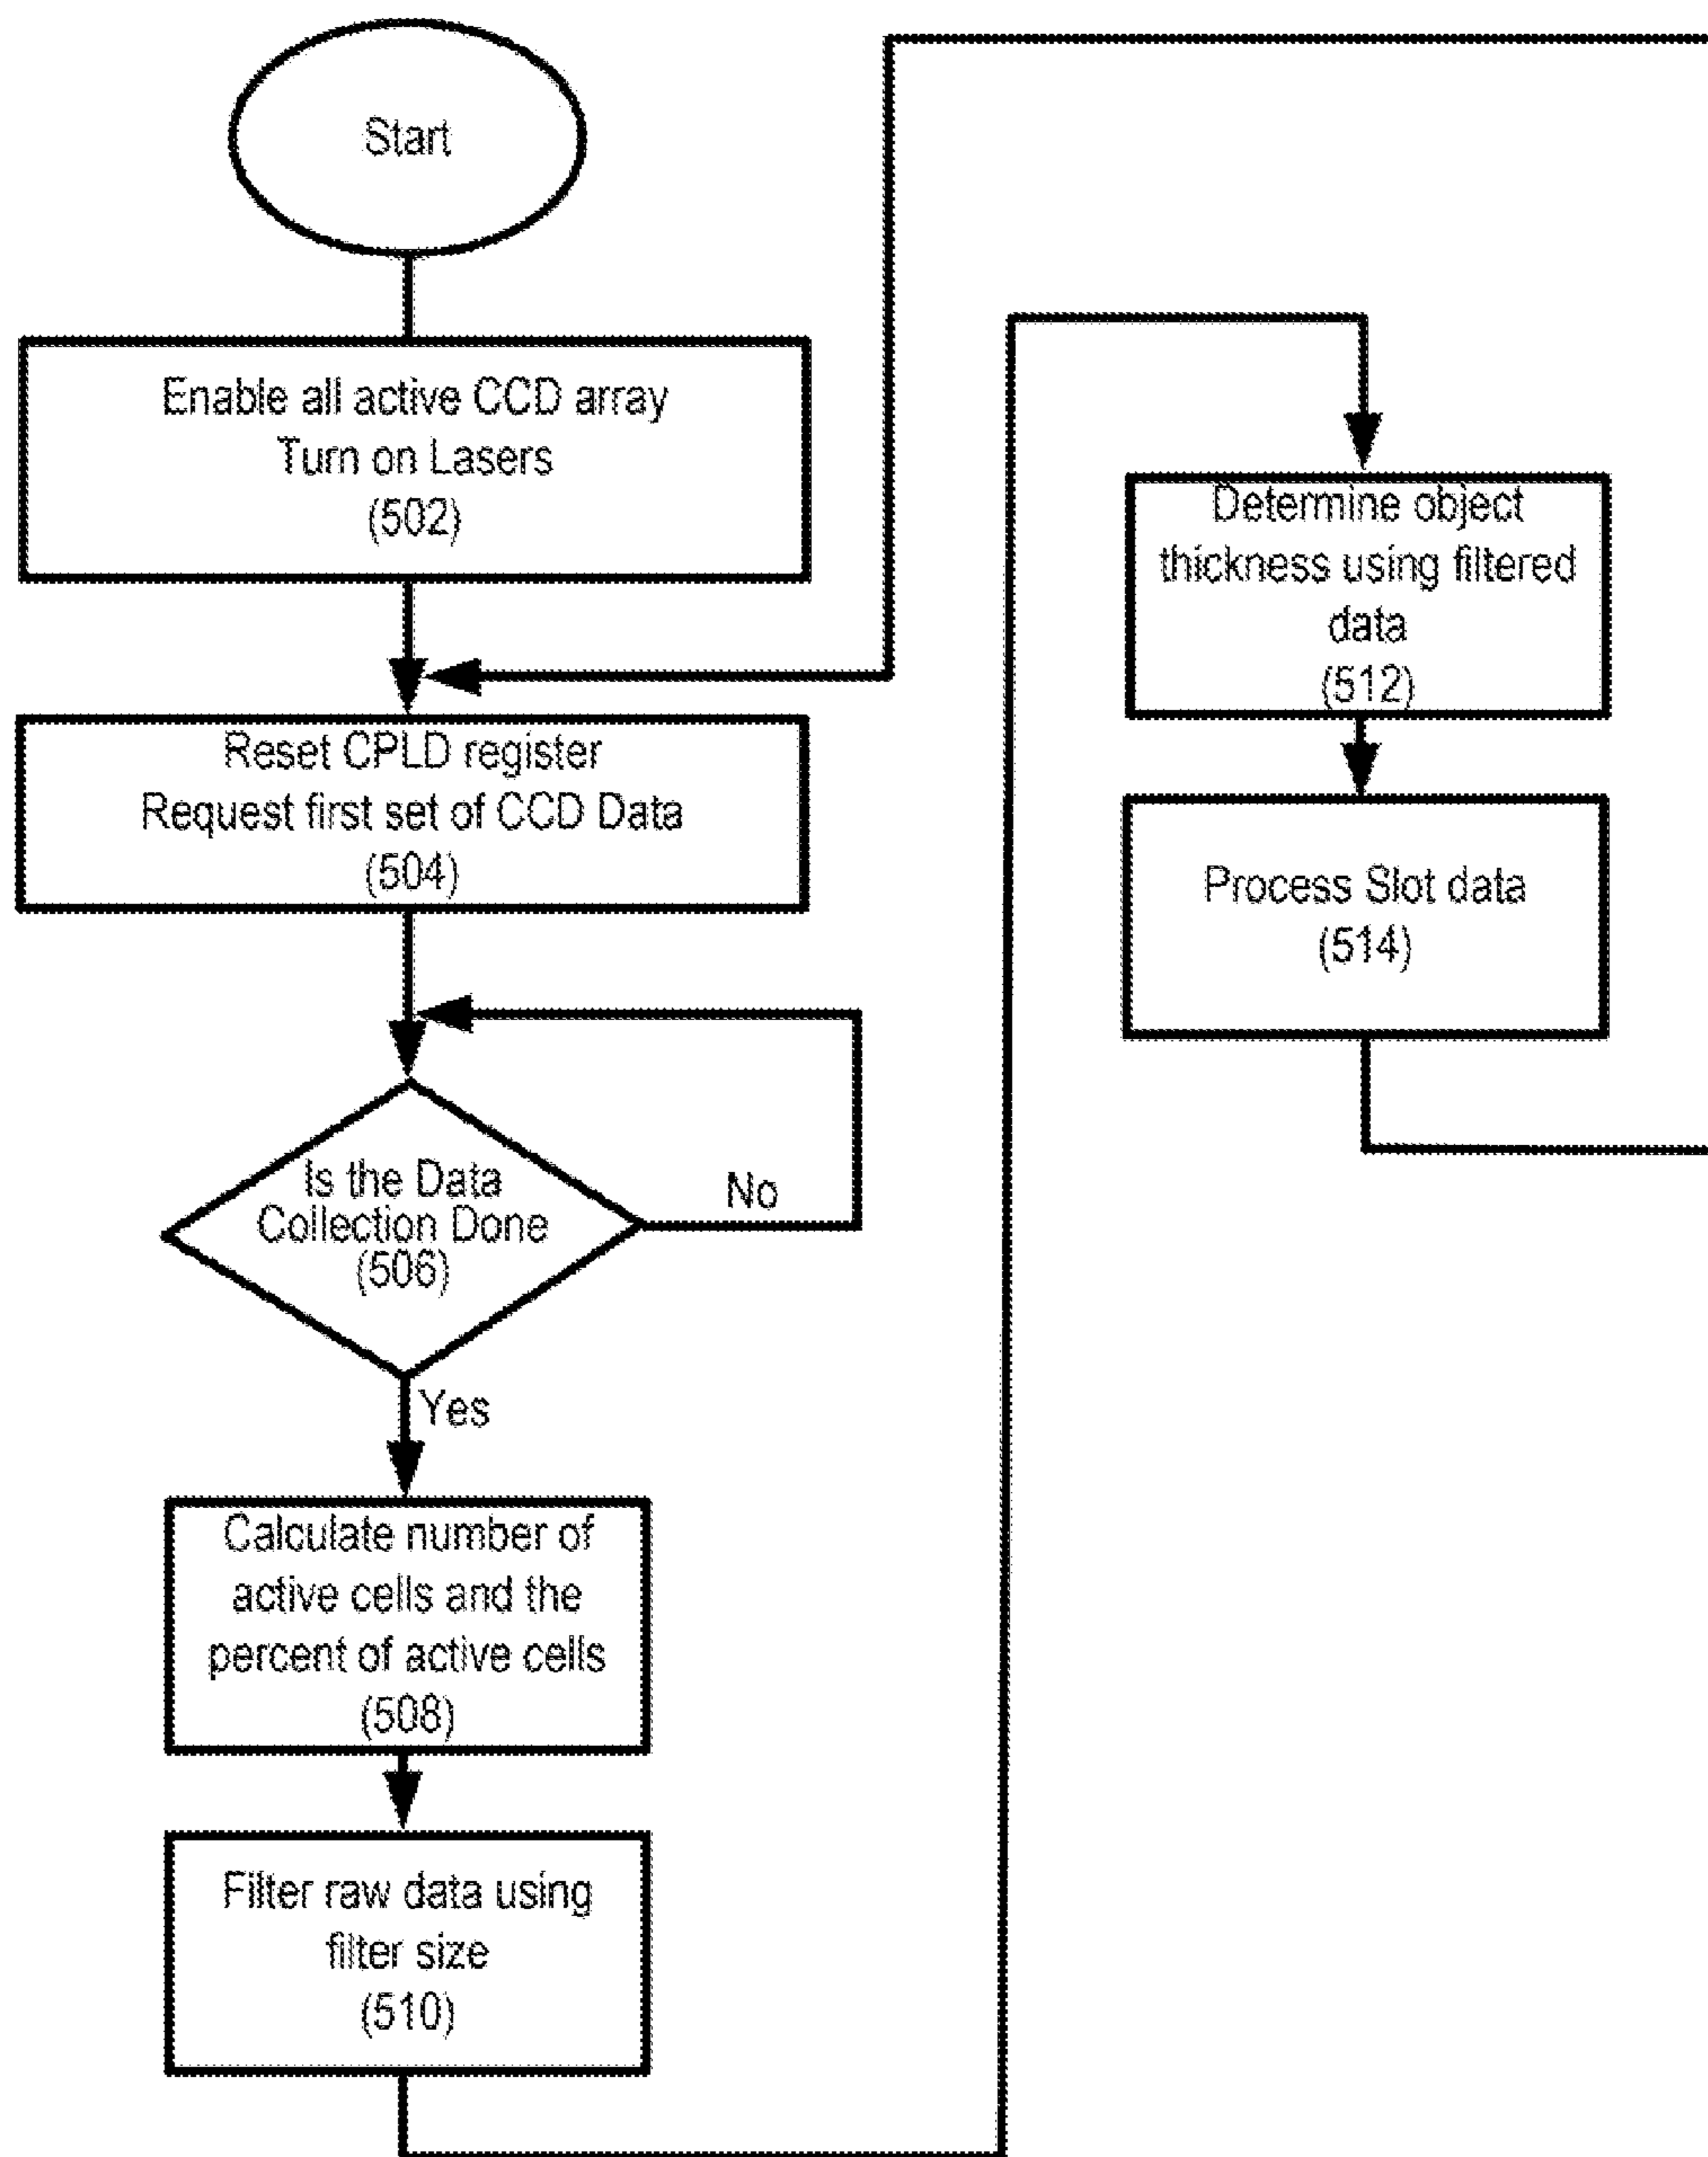 Start
Enable all active CCD array
Turn on Lasers
(502)
Reset CPLD register
Request first set of CCD Data
(504)
Is the Data
Collection Done
(506)
No
Yes
Calculate number of
active cells and the
percent of active cells
(508)
Filter raw data using
filter size
(510)
Determine object
thickness using filtered
data
(512)
Process Slot data
(514)